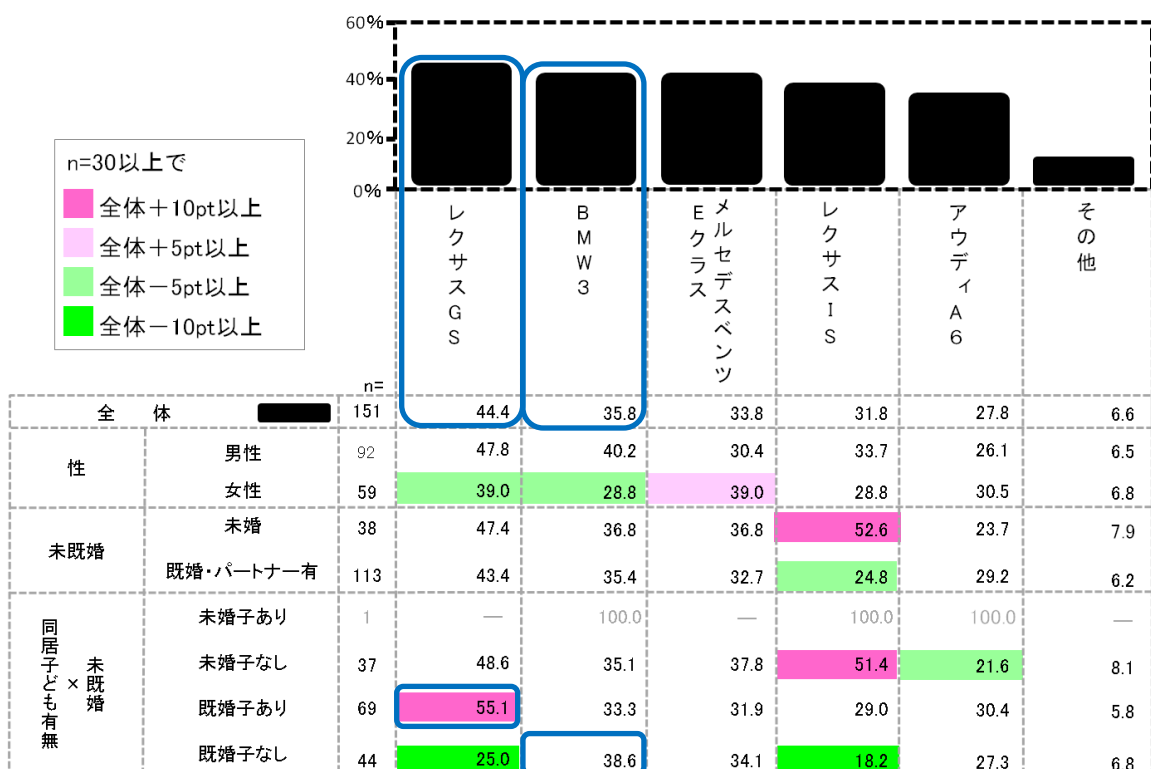 60%
40%
20%
0%
n=30以上で
全体+10pt以上
全体+5pt以上
全体-5pt以上
全体-10pt以上
レクサスGS
BMW3
メルセデスベンツ
Eクラス
レクサスIS
アウディA6
その他
n=
全 体 151 44.4 35.8 33.8 31.8 27.8 6.6
性
男性 92 47.8 40.2 30.4 33.7 26.1 6.5
女性 59 39.0 28.8 39.0 28.8 30.5 6.8
未既婚
未婚 38 47.4 36.8 36.8 52.6 23.7 7.9
既婚・パートナー有 113 43.4 35.4 32.7 24.8 29.2 6.2
未既婚
×
同居子ども有無
未婚子あり 1 — 100.0 — 100.0 100.0 —
未婚子なし 37 48.6 35.1 37.8 51.4 21.6 8.1
既婚子あり 69 55.1 33.3 31.9 29.0 30.4 5.8
既婚子なし 44 25.0 38.6 34.1 18.2 27.3 6.8